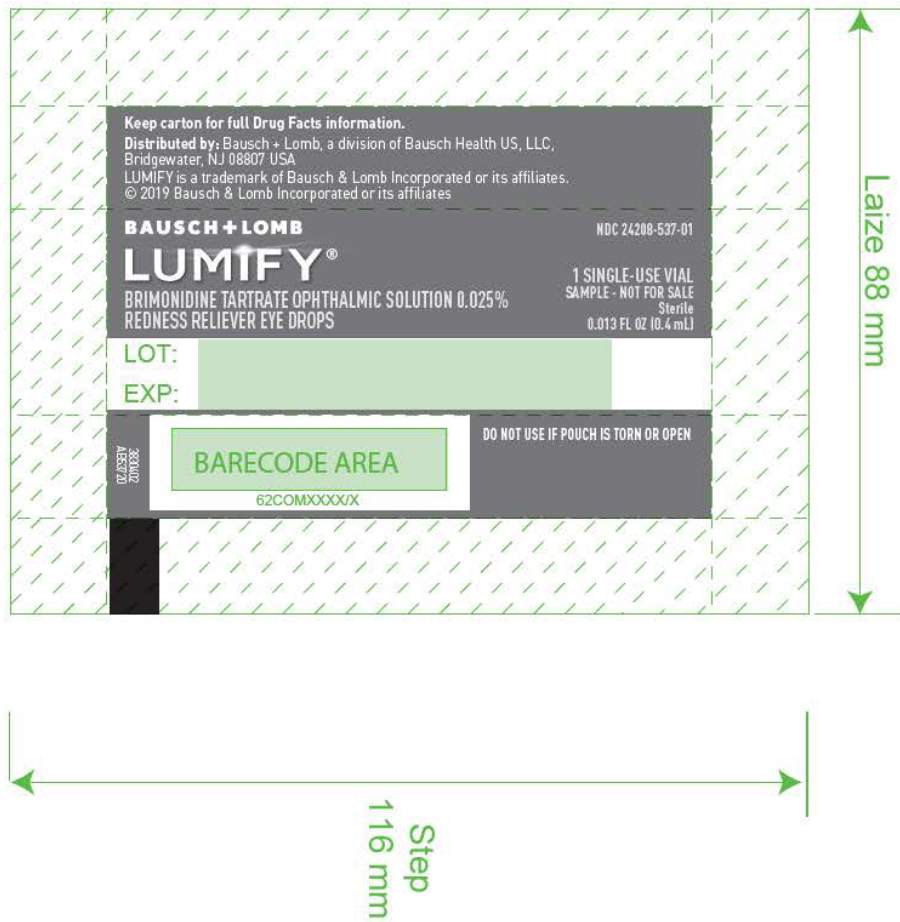 Keep carton for full Drug Facts information.
Distributed by: Bausch + Lomb, a division of Bausch Health US, LLC,
Bridgewater, NJ 08807 USA
LUMIFY is a trademark of Bausch & Lomb Incorporated or its affiliates.
© 2019 Bausch & Lomb Incorporated or its affiliates
BAUSCH + LOMB
NDC 24208-537-01
LUMIFY®
BRIMONIDINE TARTRATE OPHTHALMIC SOLUTION 0.025%
REDNESS RELIEVER EYE DROPS
1 SINGLE-USE VIAL
SAMPLE - NOT FOR SALE
Sterile
0.013 FL OZ (0.4 mL)
LOT:
EXP:
DO NOT USE IF POUCH IS TORN OR OPEN
BARECODE AREA
62COMXXXX/X
Laize 88 mm
Step
116 mm